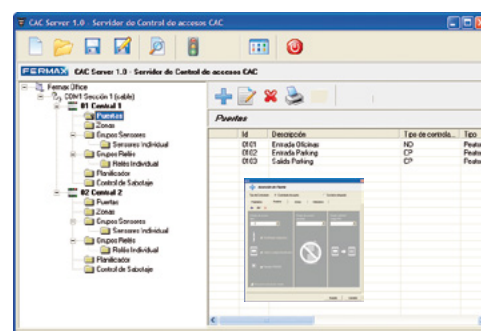 CAC Server 1.0 - Servidor de Control de accesos CAC
FERMAX CAC Server 1.0 - Servidor de Control de accesos CAC
Fermax Office
COM1 Sección 1 (cable)
01 Central 1
Puertas
Zonas
Grupos Sensores
Sensores Individual
Grupos Relés
Relés Individual
Planificador
Control de Sabotaje
02 Central 2
Puertas
Zonas
Grupos Sensores
Sensores Individual
Grupos Relés
Relés Individual
Planificador
Control de Sabotaje
Puertas
Id Descripción Tipo de controla... Tipo
0101 Entrada Oficinas ND Peato
0102 Entrada Parking CP Peato
0103 Salida Parking CP Peato